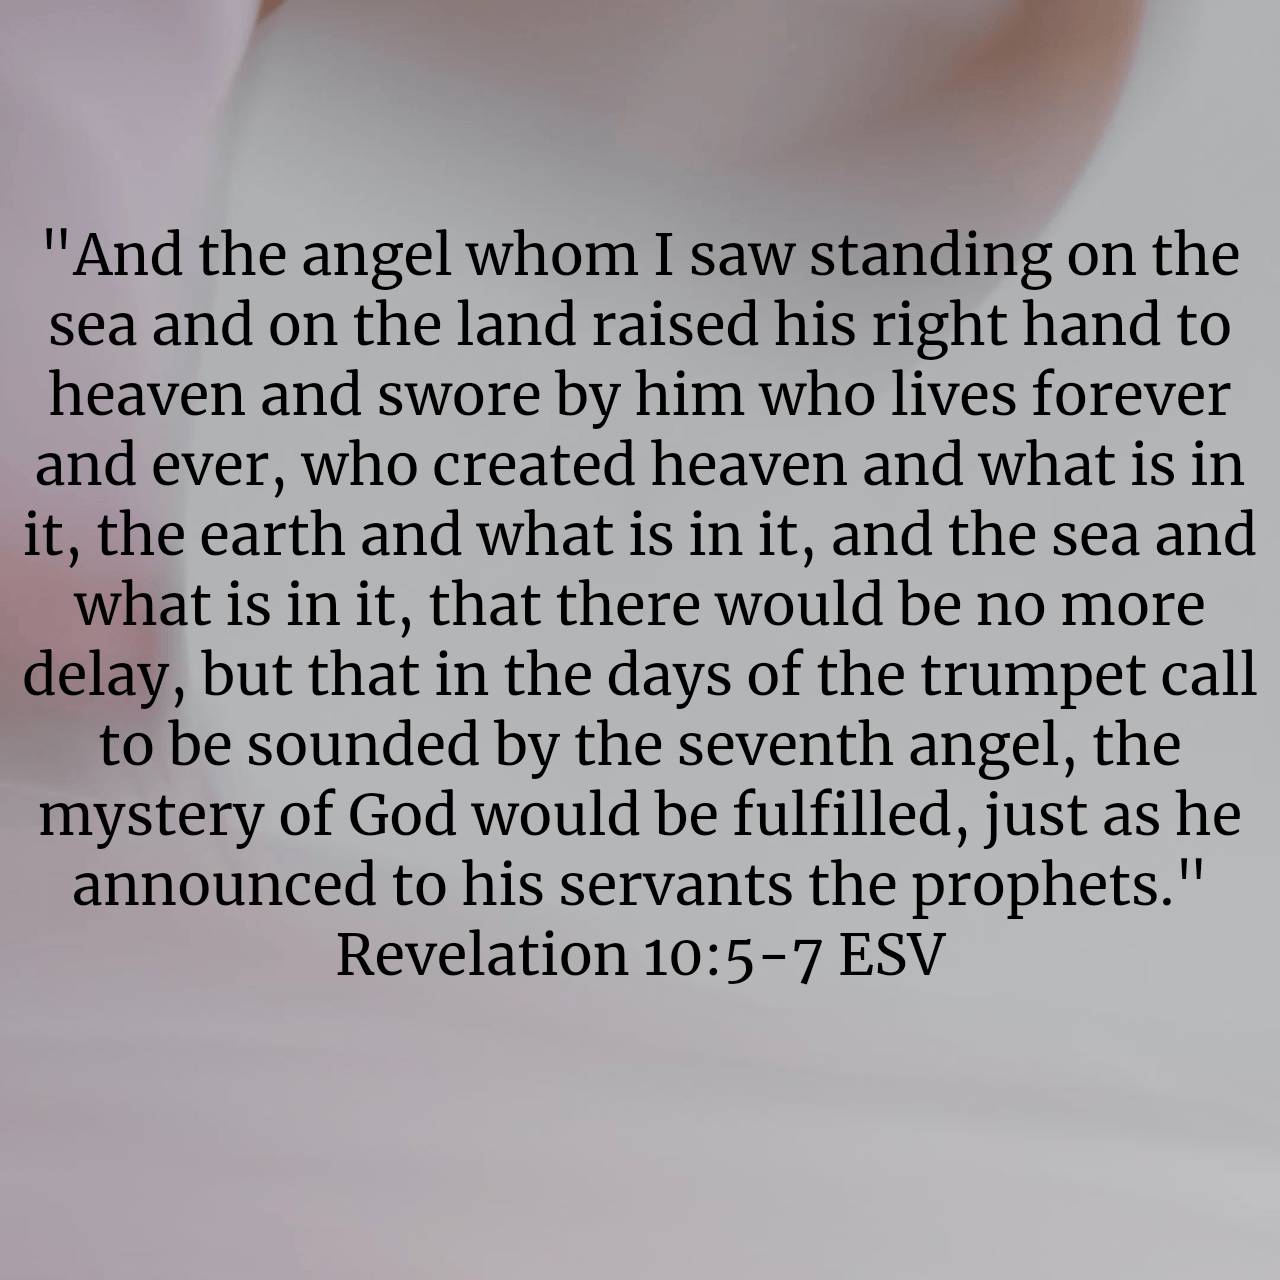 "And the angel whom I saw standing on the
sea and on the land raised his right hand to
heaven and swore by him who lives forever
and ever, who created heaven and what is in
it, the earth and what is in it, and the sea and
what is in it, that there would be no more
delay, but that in the days of the trumpet call
to be sounded by the seventh angel, the
mystery of God would be fulfilled, just as he
announced to his servants the prophets."
Revelation 10:5-7 ESV